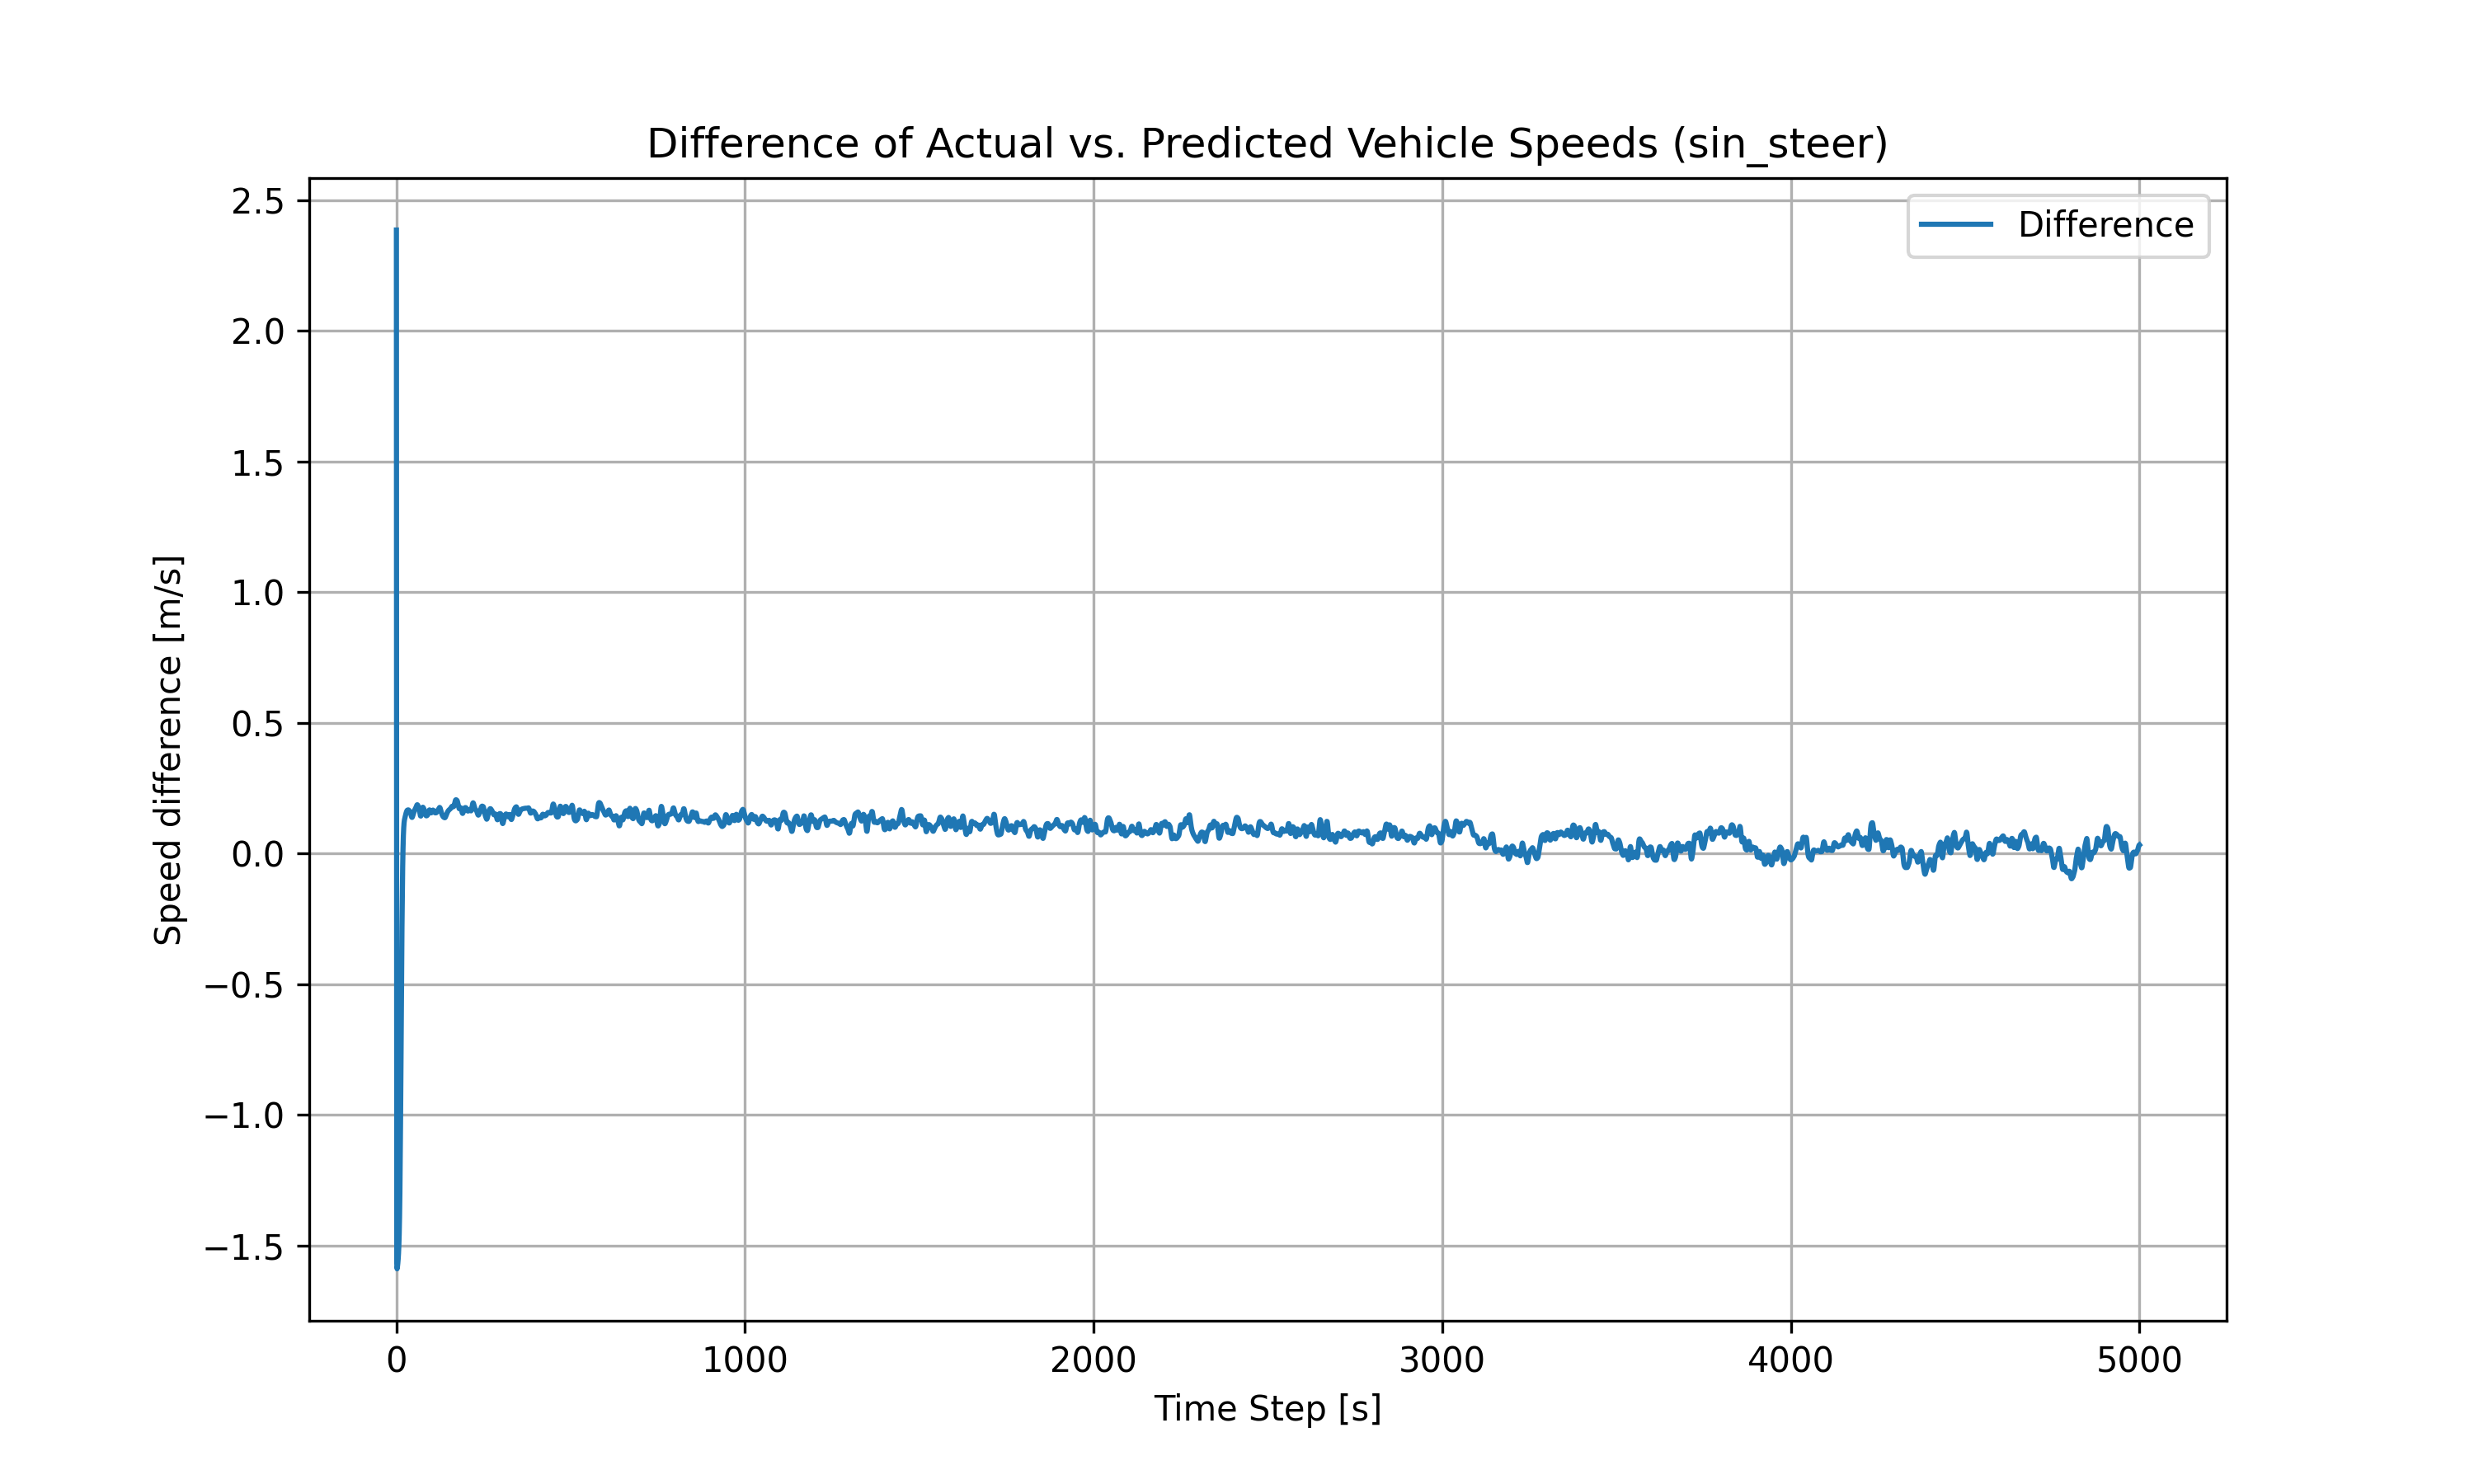 Difference of Actual vs. Predicted Vehicle Speeds (sin_steer)
Difference
2.5
2.0
1.5
1.0
0.5
0.0
−0.5
−1.0
−1.5
Speed difference [m/s]
0 1000 2000 3000 4000 5000
Time Step [s]